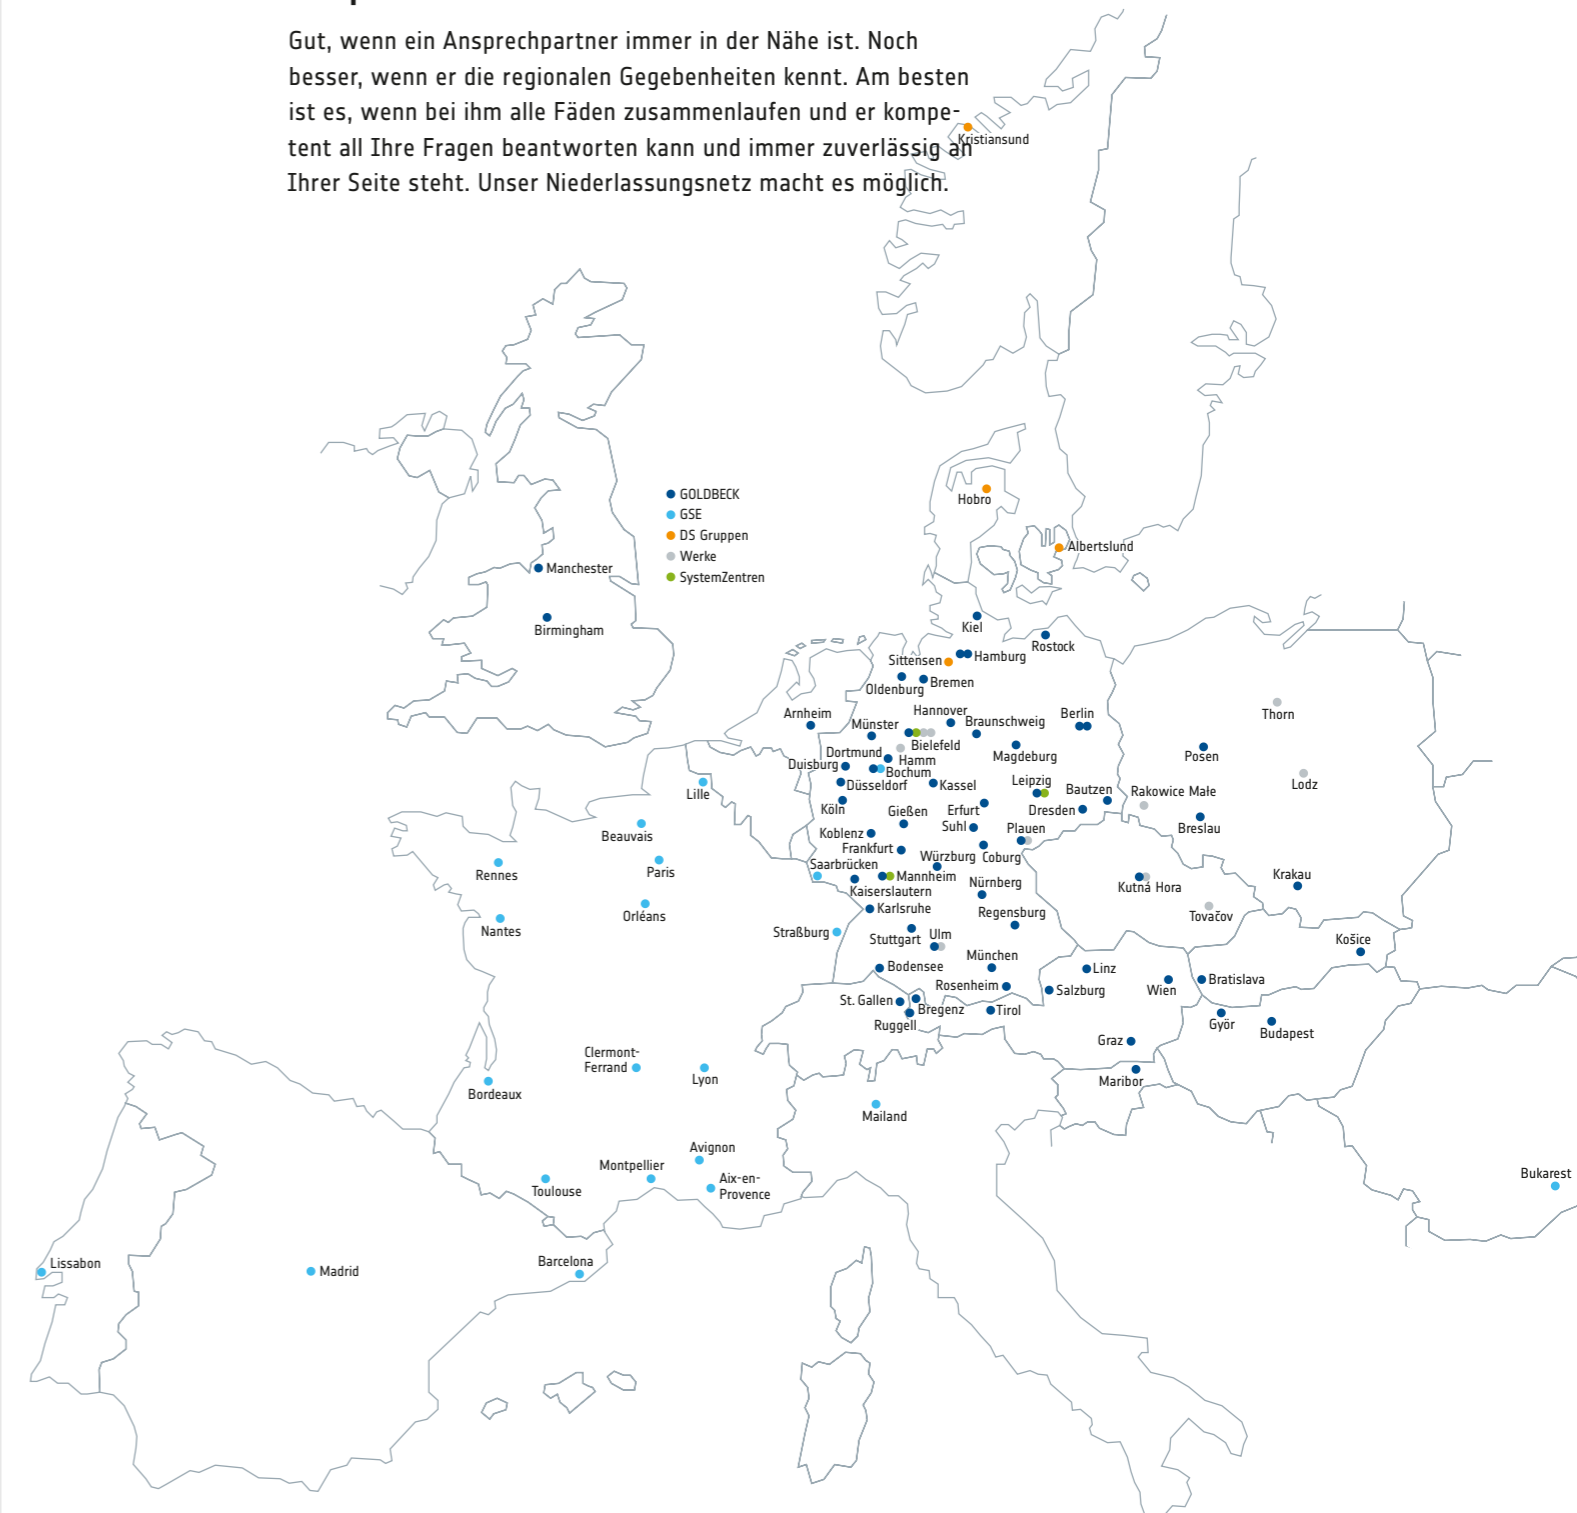 Gut, wenn ein Ansprechpartner immer in der Nähe ist. Noch
besser, wenn er die regionalen Gegebenheiten kennt. Am besten
ist es, wenn bei ihm alle Fäden zusammenlaufen und er kompe-
tent all Ihre Fragen beantworten kann und immer zuverlässig an
Ihrer Seite steht. Unser Niederlassungsnetz macht es möglich.
Kristiansund
GOLDBECK
GSE
DS Gruppen
Werke
SystemZentren
Hobro
Albertslund
Manchester
Birmingham
Kiel
Rostock
Sittensen
Hamburg
Oldenburg
Bremen
Arnheim
Münster
Hannover
Braunschweig
Berlin
Thorn
Bielefeld
Magdeburg
Posen
Dortmund
Hamm
Duisburg
Bochum
Düsseldorf
Kassel
Leipzig
Bautzen
Rakowice Małe
Lodz
Lille
Köln
Gießen
Erfurt
Dresden
Breslau
Beauvais
Koblenz
Suhl
Plauen
Frankfurt
Würzburg
Coburg
Rennes
Paris
Saarbrücken
Mannheim
Kaiserslautern
Nürnberg
Kutná Hora
Krakau
Orléans
Karlsruhe
Regensburg
Tovačov
Nantes
Straßburg
Stuttgart
Ulm
Košice
München
Bodensee
Linz
Rosenheim
Salzburg
Wien
Bratislava
St. Gallen
Bregenz
Tirol
Ruggell
Györ
Budapest
Graz
Clermont-
Ferrand
Lyon
Maribor
Bordeaux
Mailand
Avignon
Montpellier
Aix-en-
Provence
Toulouse
Bukarest
Lissabon
Madrid
Barcelona